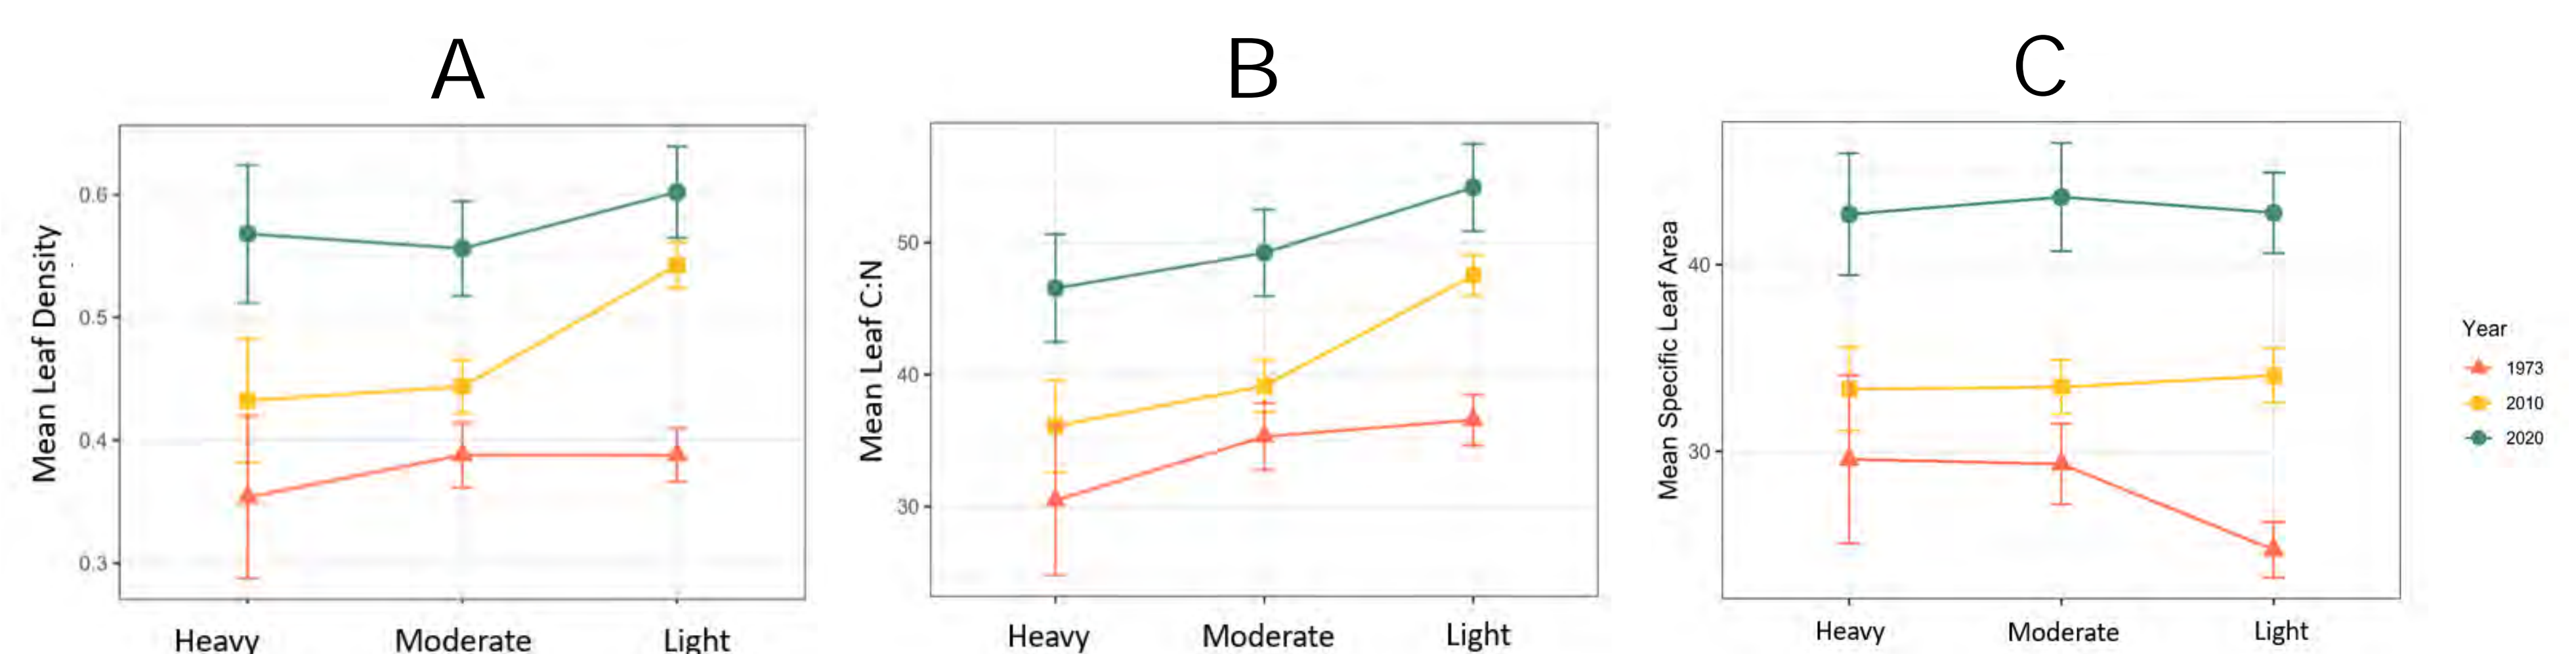 A
Mean Leaf Density
0.6
0.5
0.4
0.3
Heavy Moderate Light
B
Mean Leaf C:N
50
40
30
Heavy Moderate Light
C
Mean Specific Leaf Area
40
30
Heavy Moderate Light
Year
1973
2010
2020